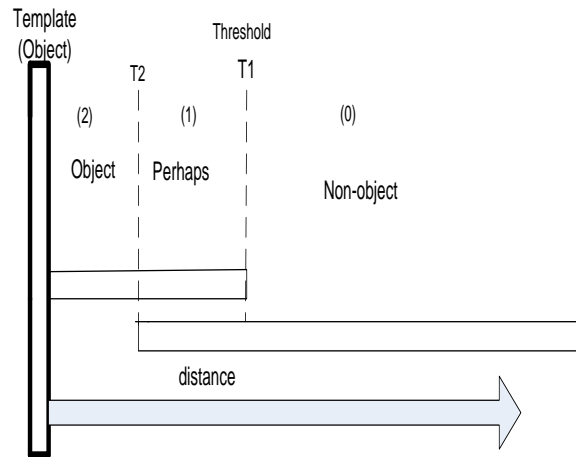 Template
(Object)
Threshold
T2
T1
(2)
(1)
(0)
Object
Perhaps
Non-object
distance